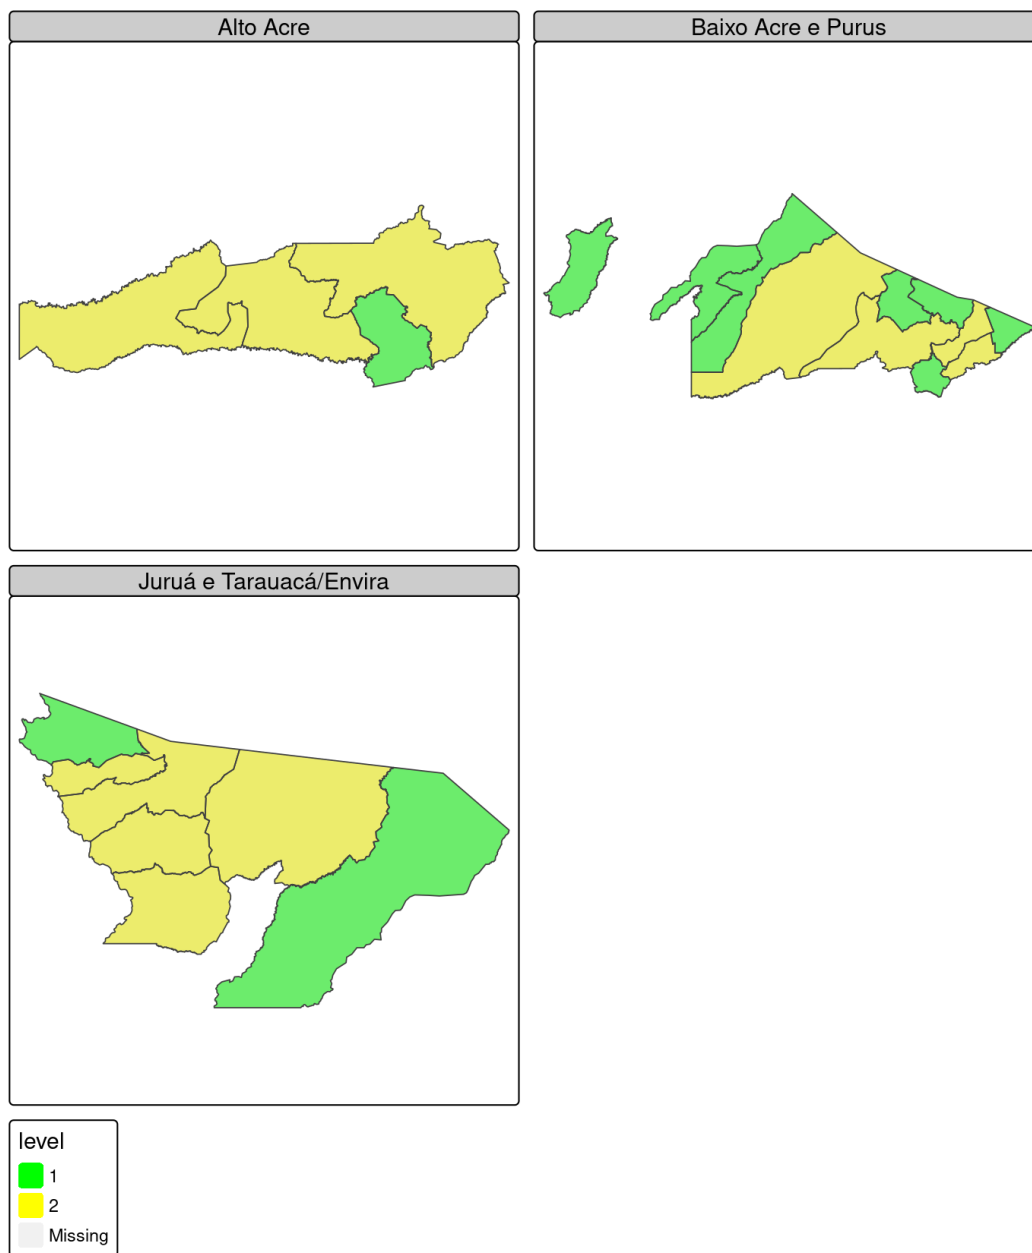 Alto Acre
Baixo Acre e Purus
Juruá e Tarauacá/Envira
level
1
2
Missing